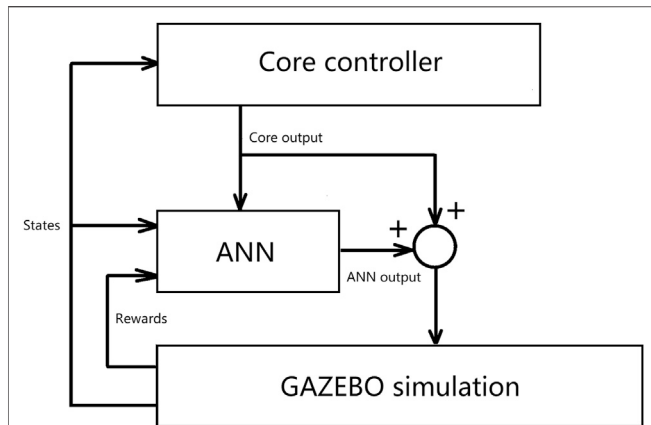 Core controller
Core output
+
+
States
ANN
ANN output
Rewards
GAZEBO simulation